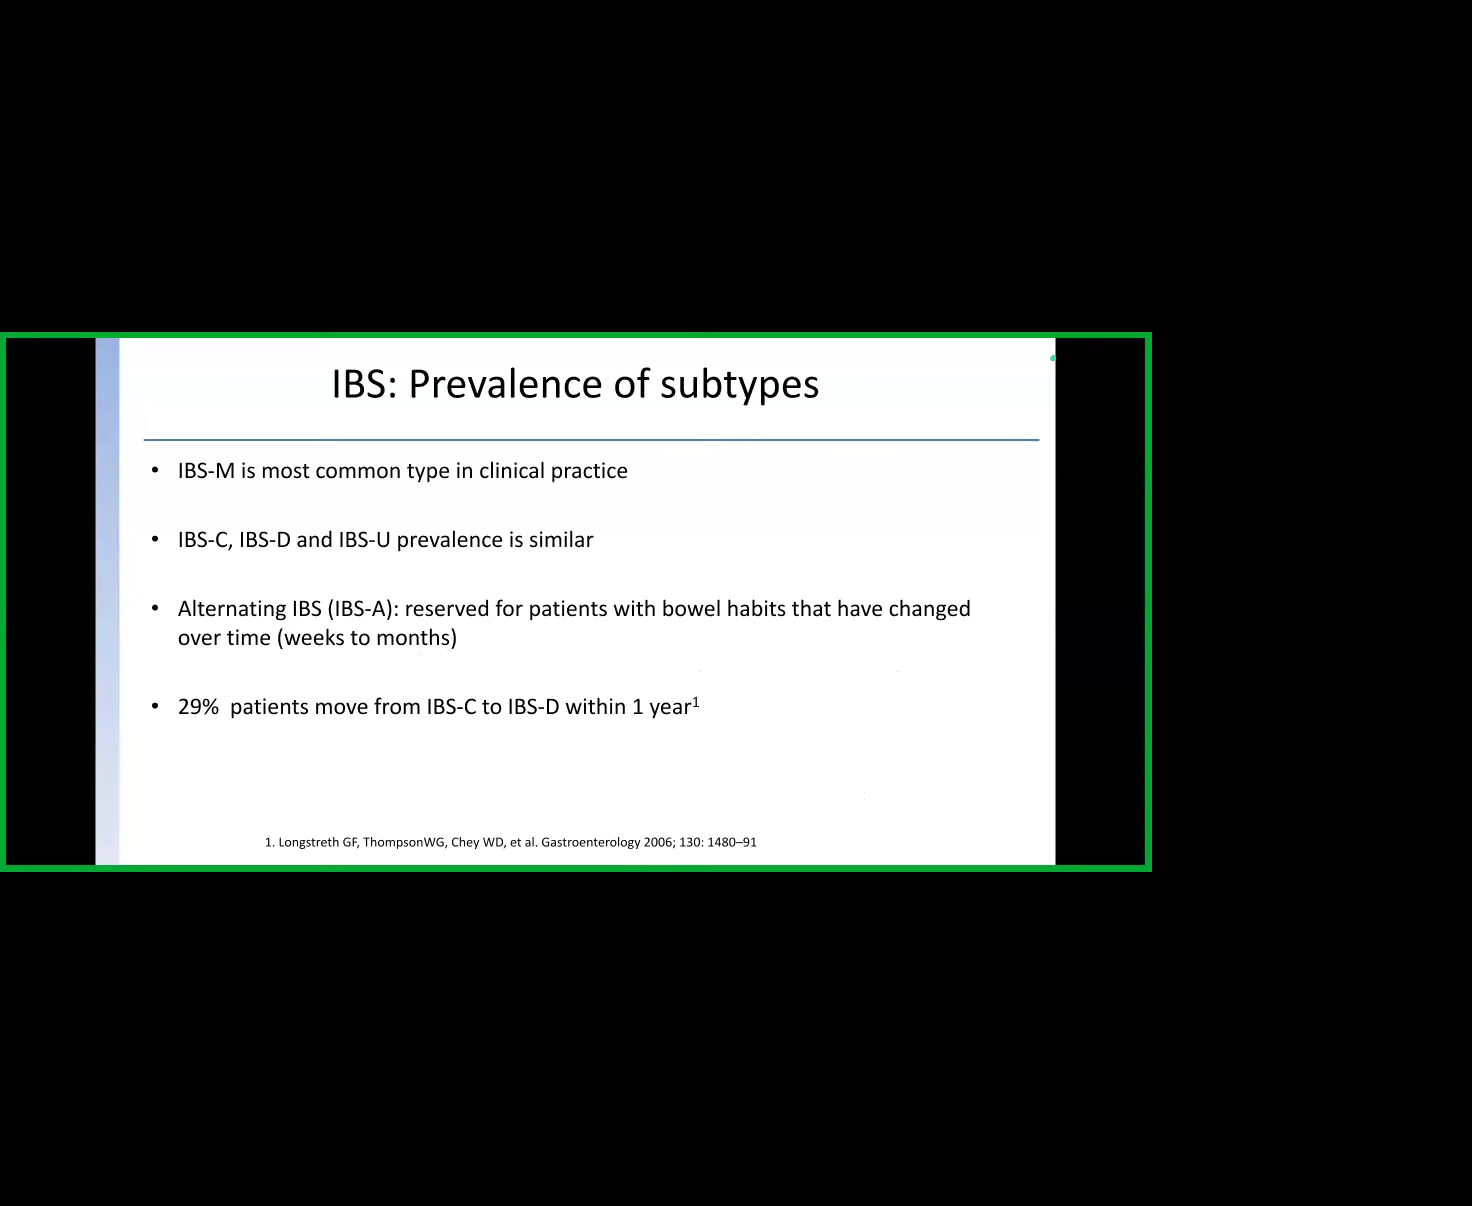 IBS: Prevalence of subtypes
• IBS-M is most common type in clinical practice
• IBS-C, IBS-D and IBS-U prevalence is similar
• Alternating IBS (IBS-A): reserved for patients with bowel habits that have changed
over time (weeks to months)
• 29%  patients move from IBS-C to IBS-D within 1 year¹
1. Longstreth GF, ThompsonWG, Chey WD, et al. Gastroenterology 2006; 130: 1480–91